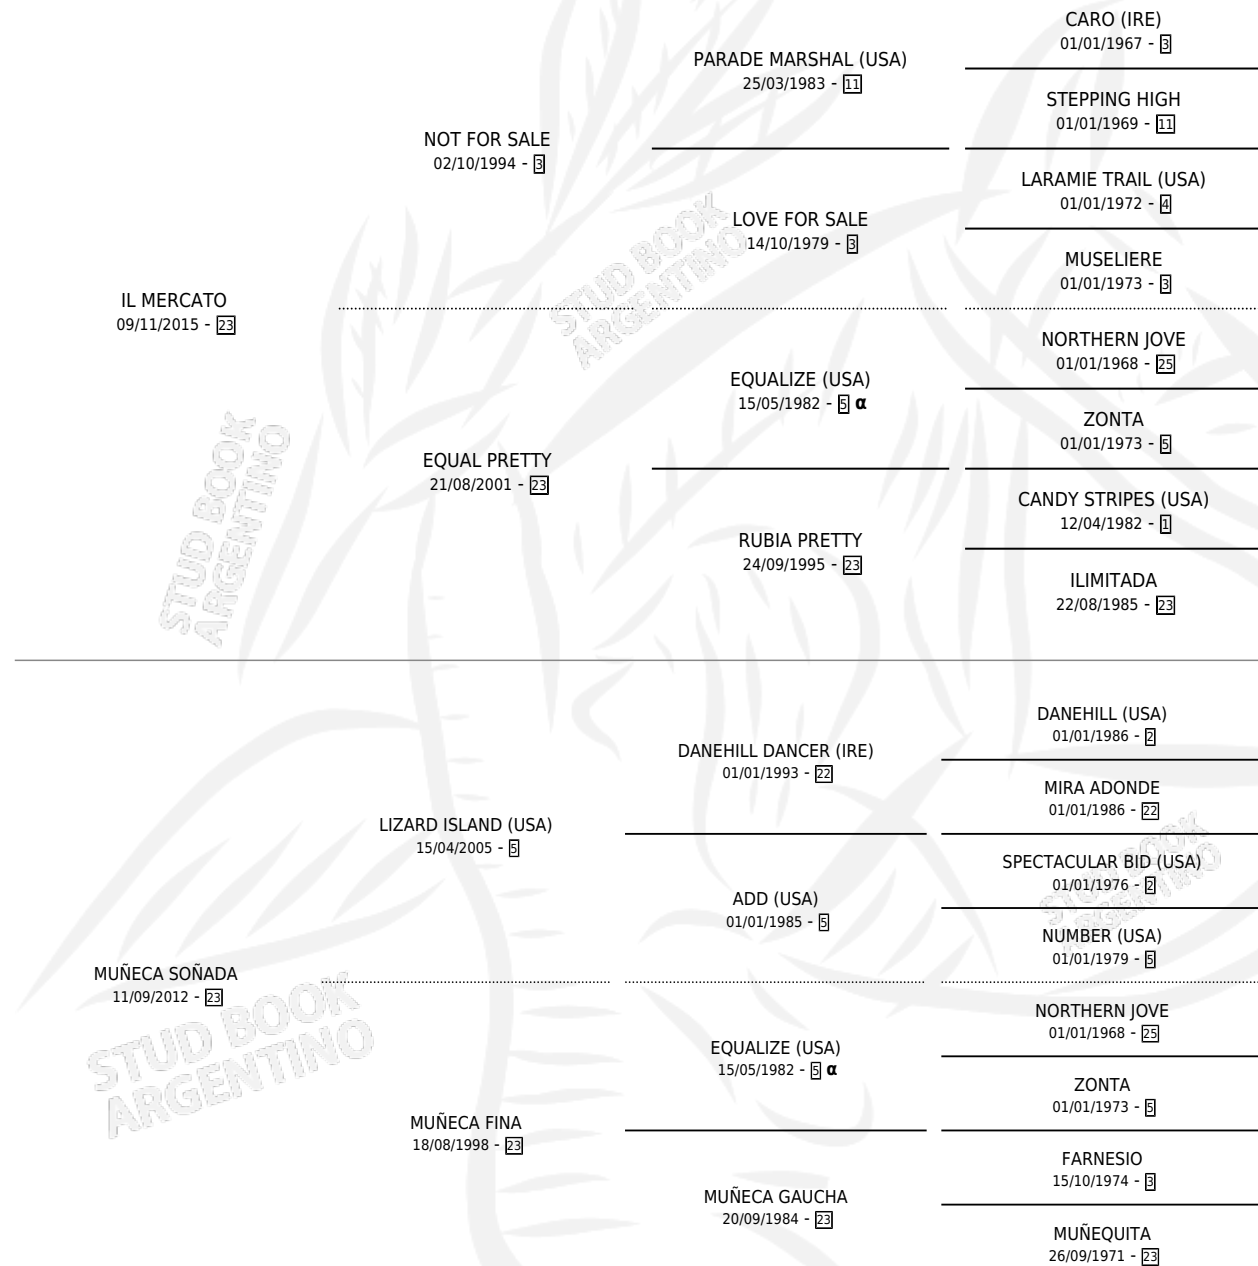 CARO (IRE)
01/01/1967 - 3
PARADE MARSHAL (USA)
25/03/1983 - 11
STEPPING HIGH
01/01/1969 - 11
NOT FOR SALE
02/10/1994 - 3
LARAMIE TRAIL (USA)
01/01/1972 - 4
LOVE FOR SALE
14/10/1979 - 3
MUSELIERE
01/01/1973 - 3
IL MERCATO
09/11/2015 - 23
NORTHERN JOVE
01/01/1968 - 25
EQUALIZE (USA)
15/05/1982 - 5 α
ZONTA
01/01/1973 - 5
EQUAL PRETTY
21/08/2001 - 23
CANDY STRIPES (USA)
12/04/1982 - 1
RUBIA PRETTY
24/09/1995 - 23
ILIMITADA
22/08/1985 - 23
DANEHILL (USA)
01/01/1986 - 2
DANEHILL DANCER (IRE)
01/01/1993 - 22
MIRA ADONDE
01/01/1986 - 22
LIZARD ISLAND (USA)
15/04/2005 - 5
SPECTACULAR BID (USA)
01/01/1976 - 2
ADD (USA)
01/01/1985 - 5
NUMBER (USA)
01/01/1979 - 5
MUÑECA SOÑADA
11/09/2012 - 23
NORTHERN JOVE
01/01/1968 - 25
EQUALIZE (USA)
15/05/1982 - 5 α
ZONTA
01/01/1973 - 5
MUÑECA FINA
18/08/1998 - 23
FARNESIO
15/10/1974 - 3
MUÑECA GAUCHA
20/09/1984 - 23
MUÑEQUITA
26/09/1971 - 23
STUD BOOK
ARGENTINO
STUD BOOK
ARGENTINO
STUD BOOK
ARGENTINO
STUD BOOK
ARGENTINO